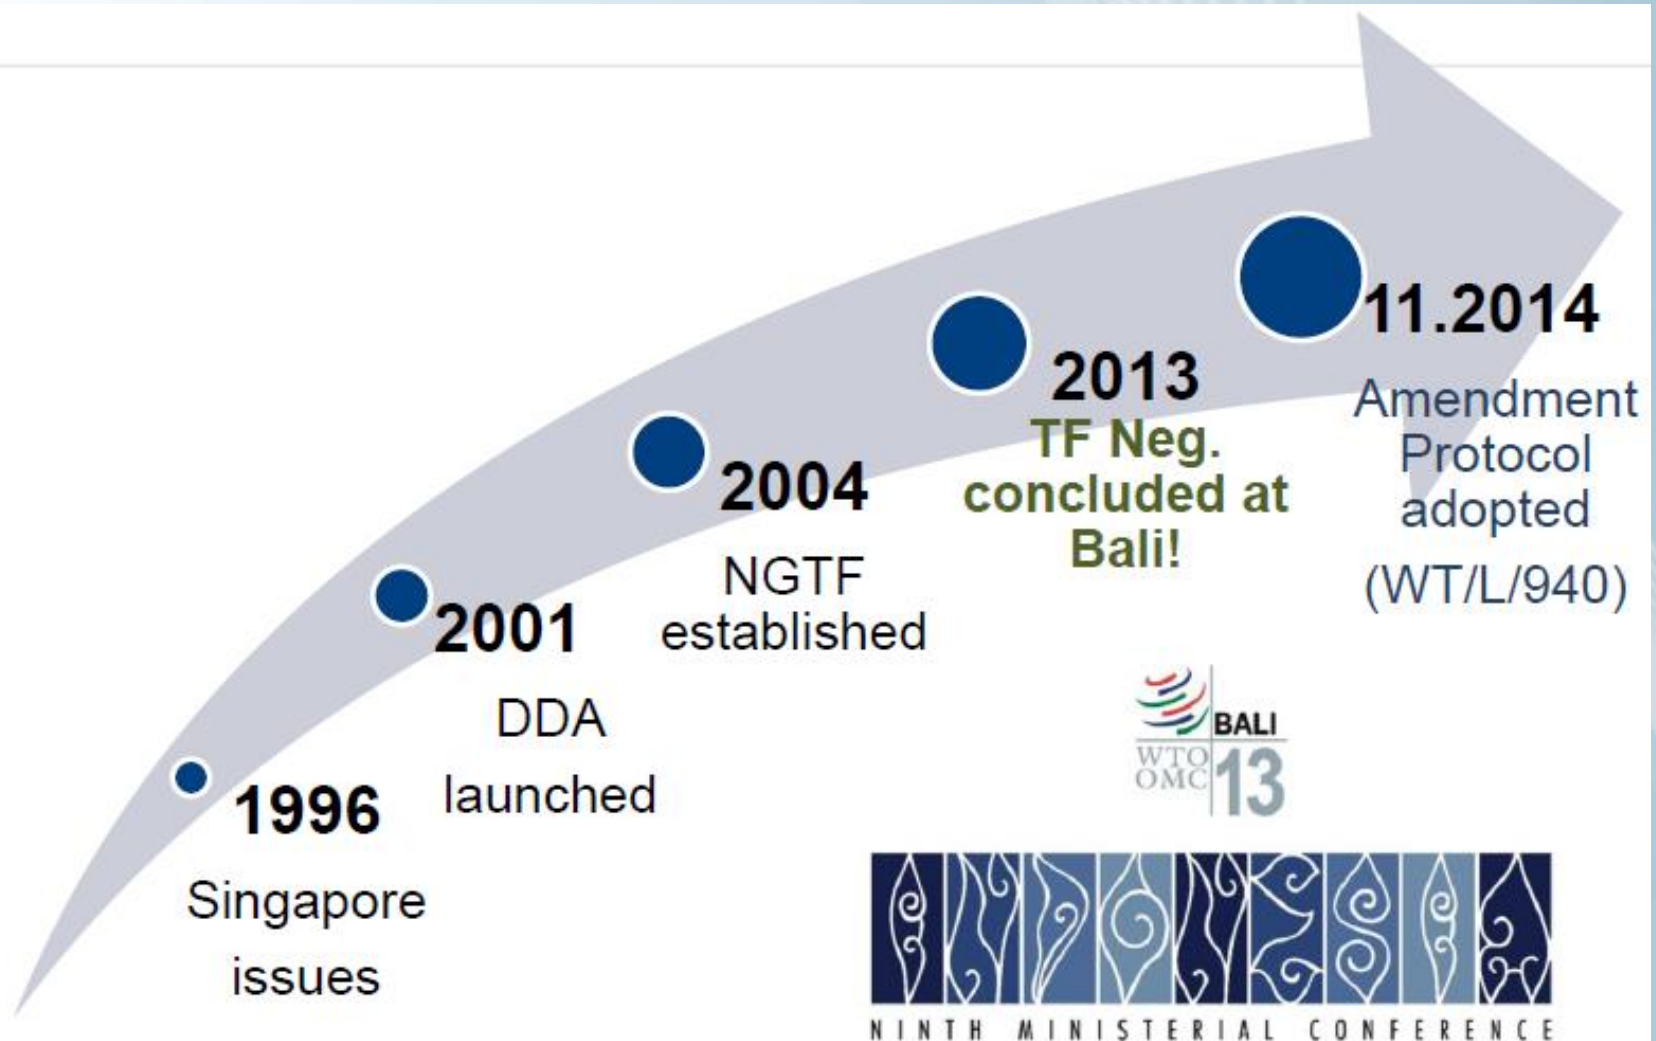 1996
Singapore
issues
2001
DDA
launched
2004
NGTF
established
2013
TF Neg.
concluded at
Bali!
11.2014
Amendment
Protocol
adopted
(WT/L/940)
BALI
WTO
OMC
13
NINTH MINISTERIAL CONFERENCE